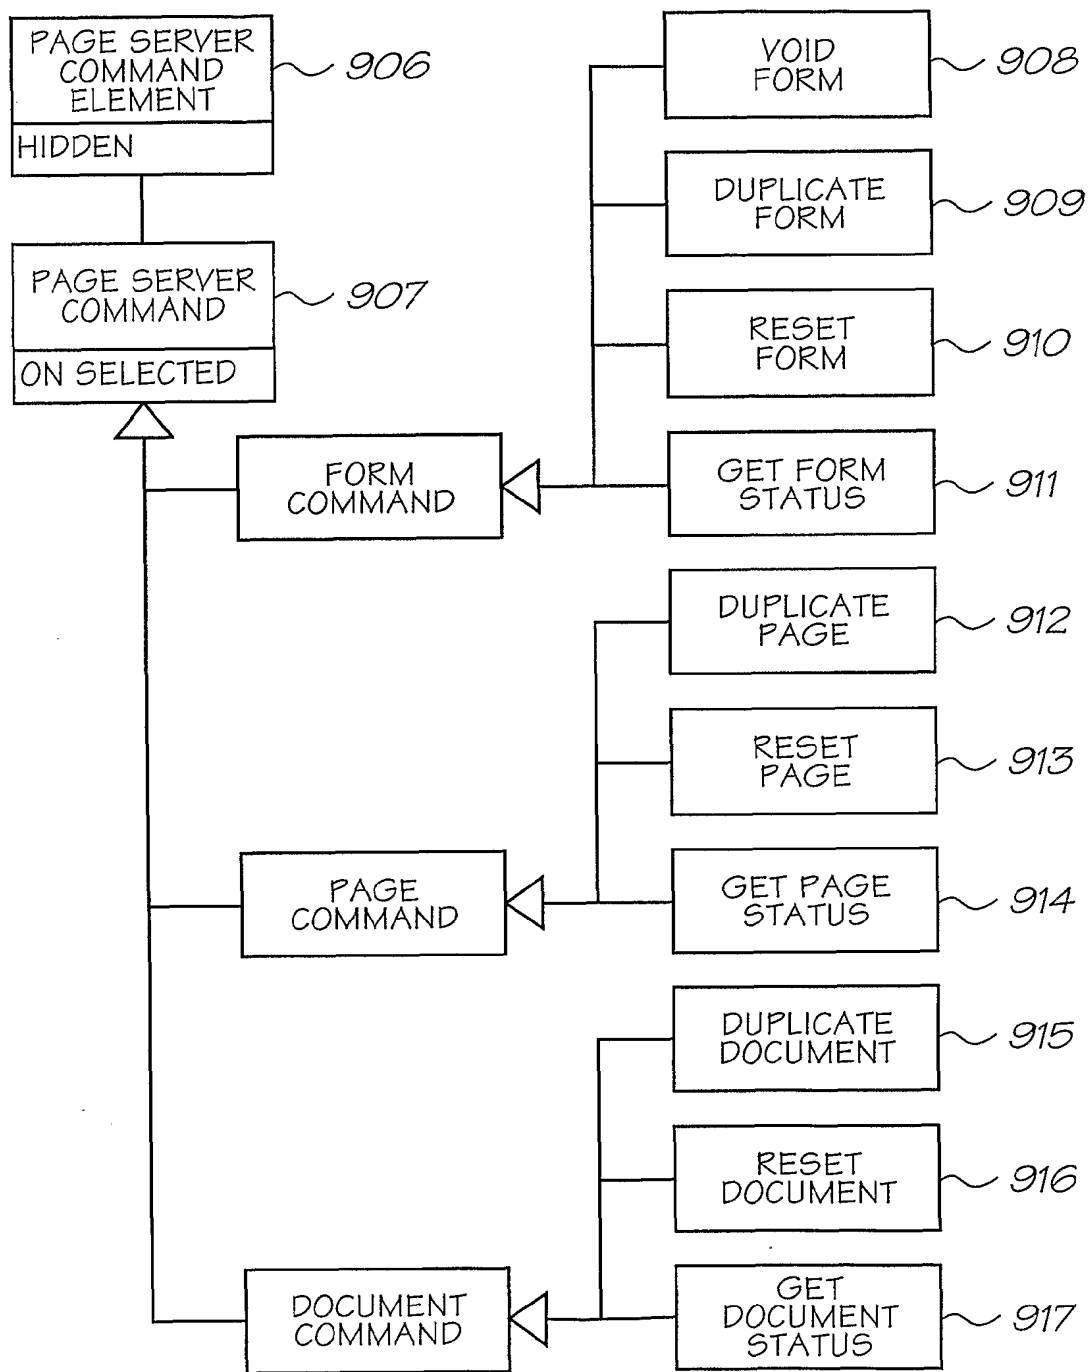 PAGE SERVER
COMMAND
ELEMENT
906
HIDDEN
PAGE SERVER
COMMAND
907
ON SELECTED
FORM
COMMAND
VOID
FORM
908
DUPLICATE
FORM
909
RESET
FORM
910
GET FORM
STATUS
911
PAGE
COMMAND
DUPLICATE
PAGE
912
RESET
PAGE
913
GET PAGE
STATUS
914
DOCUMENT
COMMAND
DUPLICATE
DOCUMENT
915
RESET
DOCUMENT
916
GET
DOCUMENT
STATUS
917